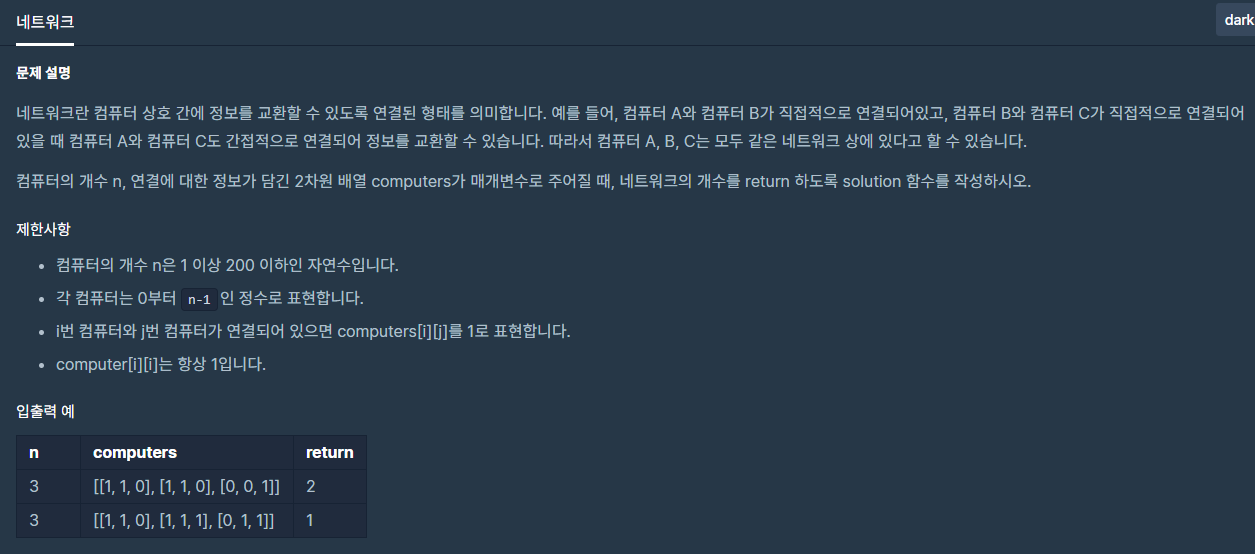 네트워크
dark
문제 설명
네트워크란 컴퓨터 상호 간에 정보를 교환할 수 있도록 연결된 형태를 의미합니다. 예를 들어, 컴퓨터 A와 컴퓨터 B가 직접적으로 연결되어있고, 컴퓨터 B와 컴퓨터 C가 직접적으로 연결되어
있을 때 컴퓨터 A와 컴퓨터 C도 간접적으로 연결되어 정보를 교환할 수 있습니다. 따라서 컴퓨터 A, B, C는 모두 같은 네트워크 상에 있다고 할 수 있습니다.
컴퓨터의 개수 n, 연결에 대한 정보가 담긴 2차원 배열 computers가 매개변수로 주어질 때, 네트워크의 개수를 return 하도록 solution 함수를 작성하시오.
제한사항
• 컴퓨터의 개수 n은 1 이상 200 이하인 자연수입니다.
• 각 컴퓨터는 0부터 n-1 인 정수로 표현합니다.
• i번 컴퓨터와 j번 컴퓨터가 연결되어 있으면 computers[i][j]를 1로 표현합니다.
• computer[i][i]는 항상 1입니다.
입출력 예
n computers return
3 [[1, 1, 0], [1, 1, 0], [0, 0, 1]] 2
3 [[1, 1, 0], [1, 1, 1], [0, 1, 1]] 1